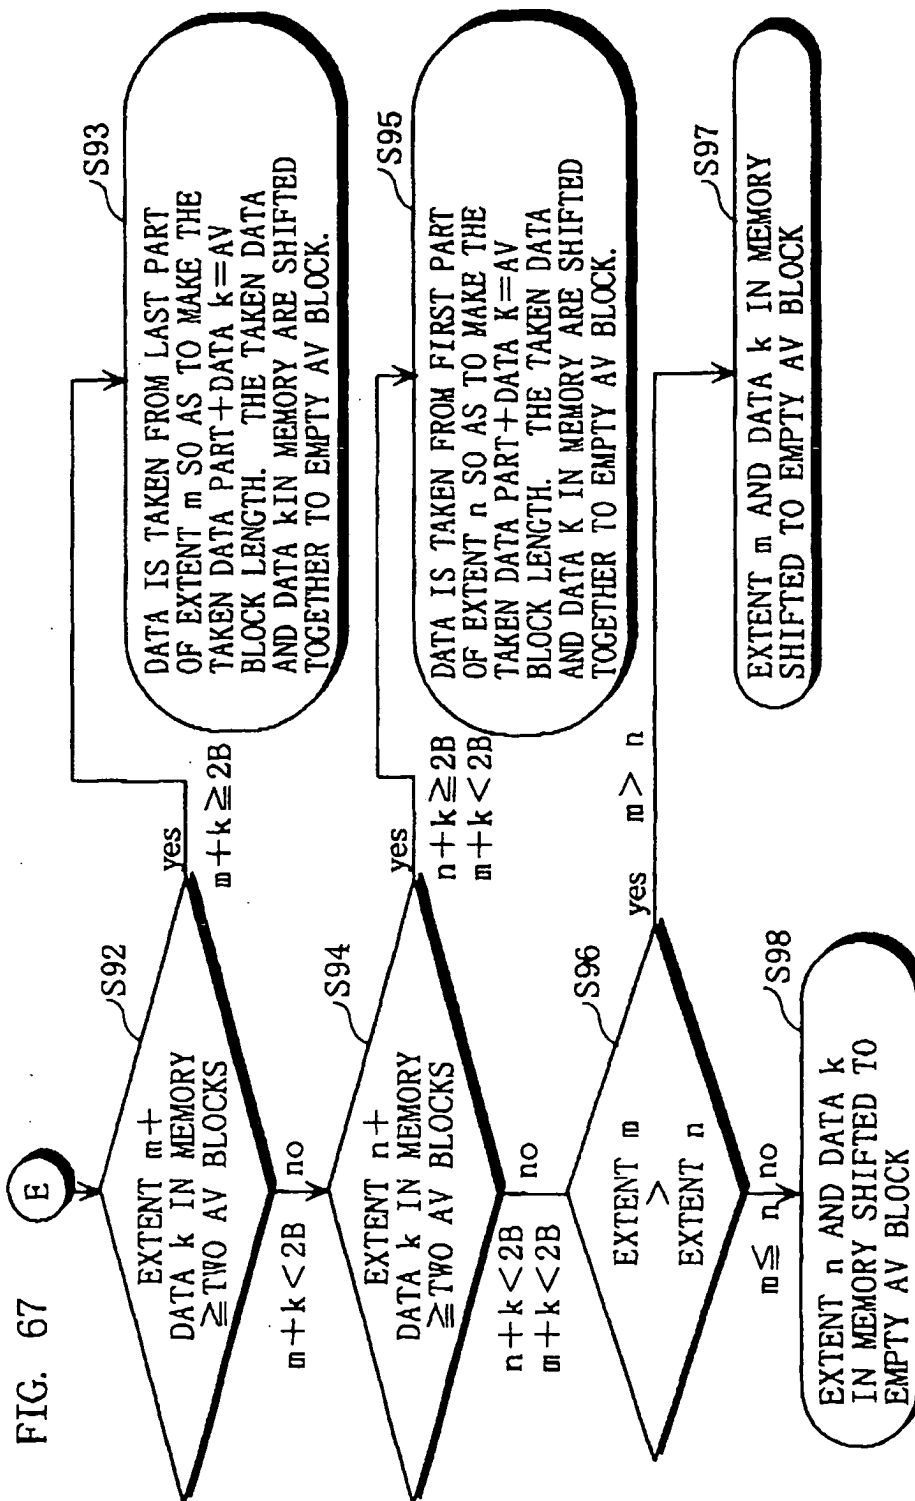 FIG. 67
E
S92
EXTENT m+
DATA k IN MEMORY
≧TWO AV BLOCKS
yes
m+k≧2B
S93
DATA IS TAKEN FROM LAST PART
OF EXTENT m SO AS TO MAKE THE
TAKEN DATA PART+DATA k=AV
BLOCK LENGTH. THE TAKEN DATA
AND DATA kIN MEMORY ARE SHIFTED
TOGETHER TO EMPTY AV BLOCK.
no
m+k<2B
S94
EXTENT n+
DATA k IN MEMORY
≧TWO AV BLOCKS
yes
n+k≧2B
m+k<2B
S95
DATA IS TAKEN FROM FIRST PART
OF EXTENT n SO AS TO MAKE THE
TAKEN DATA PART+DATA K=AV
BLOCK LENGTH. THE TAKEN DATA
AND DATA K IN MEMORY ARE SHIFTED
TOGETHER TO EMPTY AV BLOCK.
no
n+k<2B
m+k<2B
S96
EXTENT m
>
EXTENT n
yes m>n
S97
EXTENT m AND DATA k IN MEMORY
SHIFTED TO EMPTY AV BLOCK
no
m≦n
S98
EXTENT n AND DATA k
IN MEMORY SHIFTED TO
EMPTY AV BLOCK